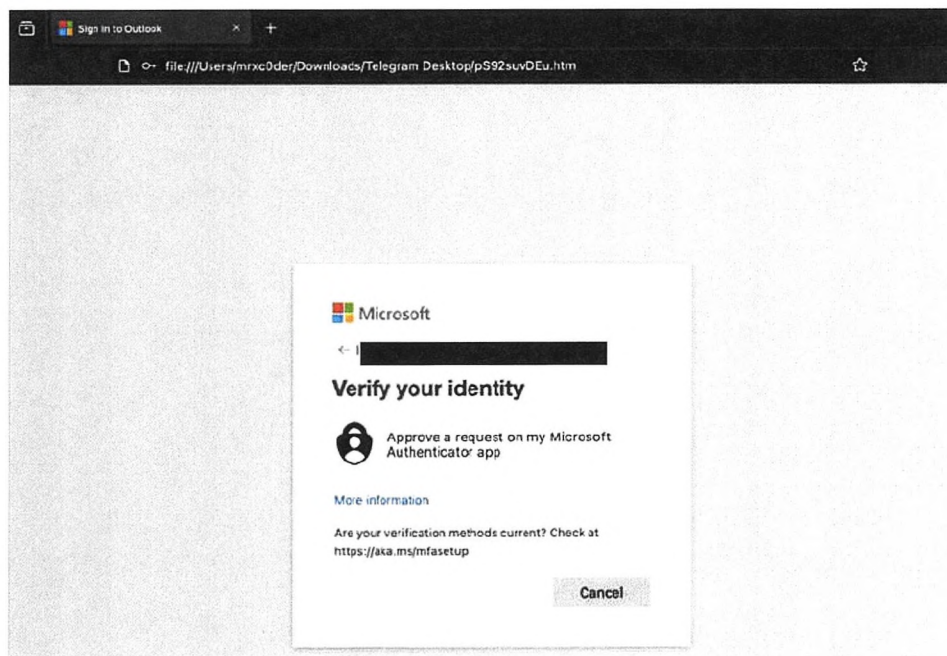 Sign in to Outlook
file:///Users/mrxc0der/Downloads/Telegram Desktop/pS92suvDEu.htm
Microsoft
Verify your identity
Approve a request on my Microsoft
Authenticator app
More information
Are your verification methods current? Check at
https://aka.ms/mfasetup
Cancel